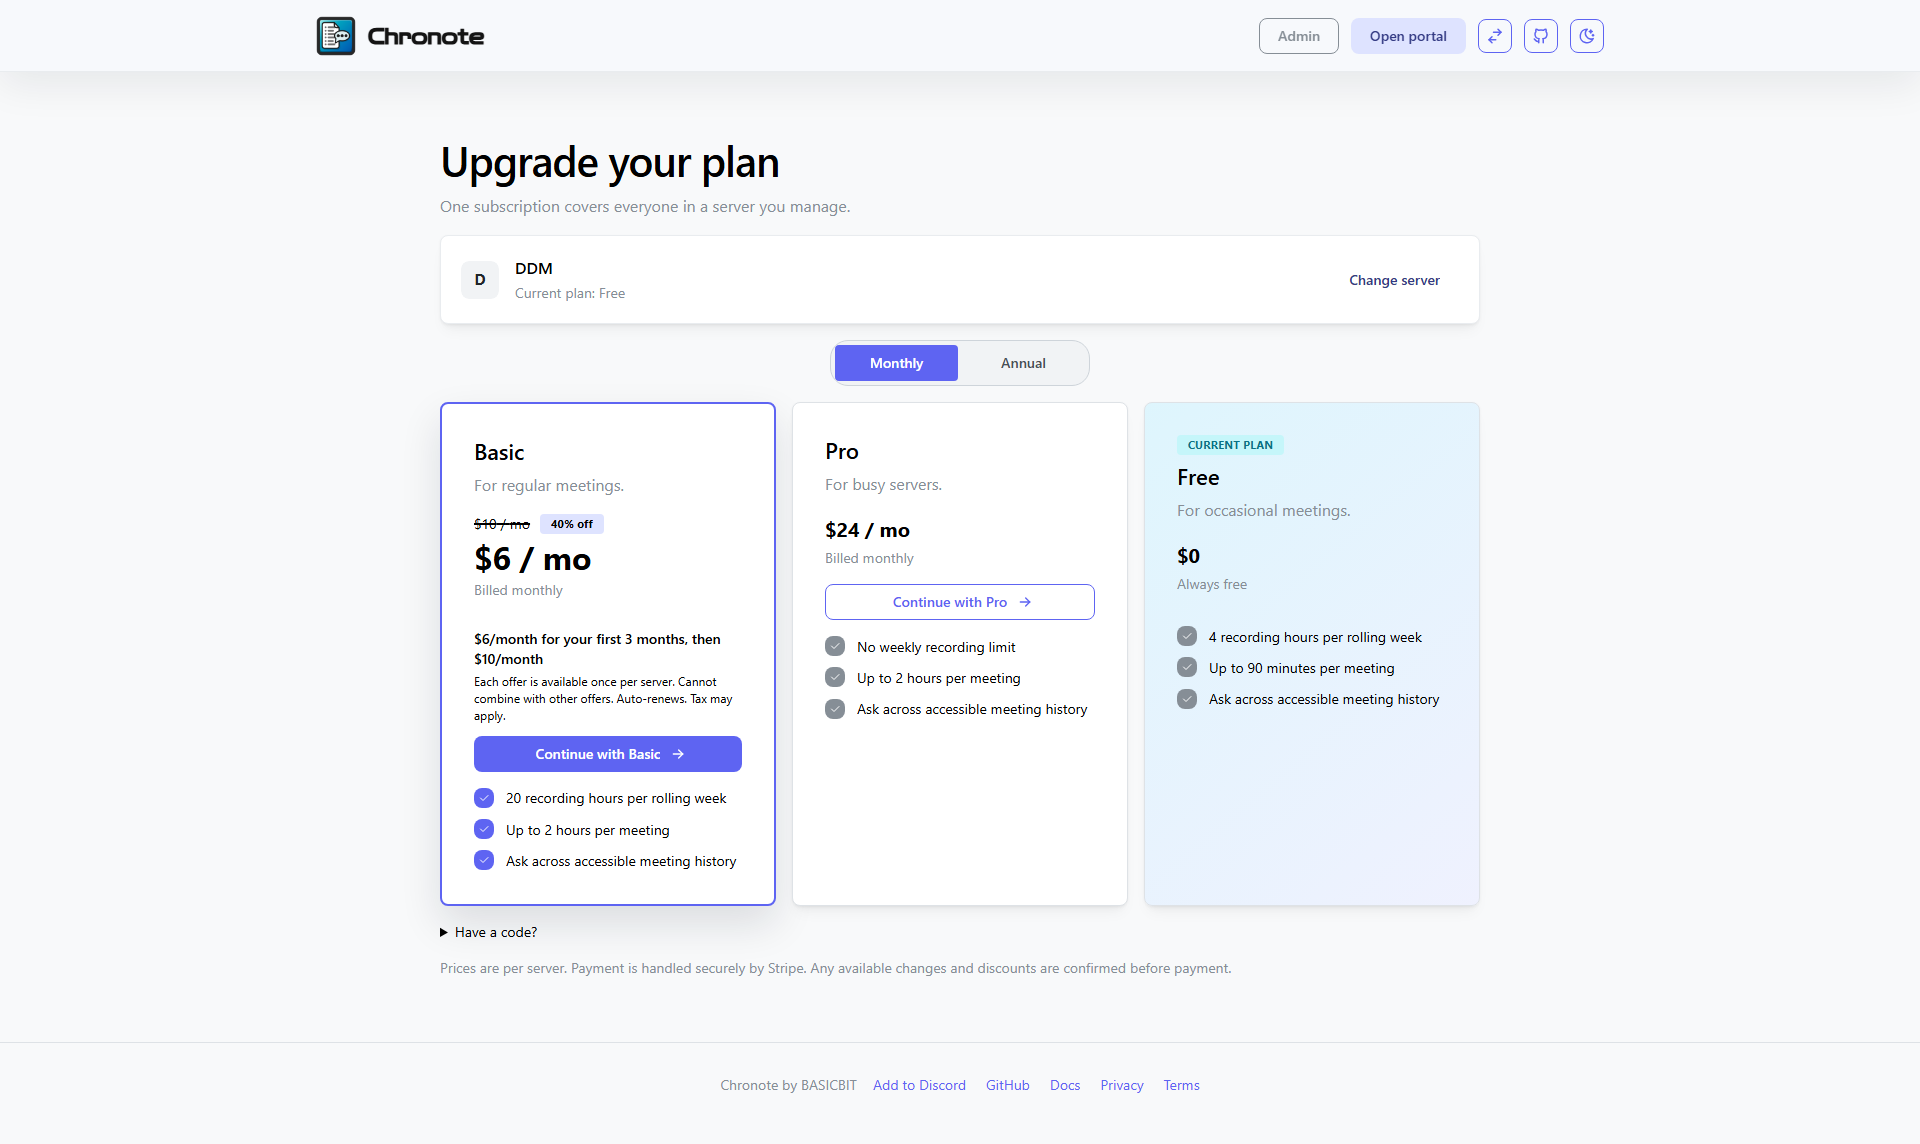 Chronote
Admin
Open portal
Upgrade your plan
One subscription covers everyone in a server you manage.
D
DDM
Current plan: Free
Change server
Monthly
Annual
Basic
For regular meetings.
$10 / mo
40% off
$6 / mo
Billed monthly
$6/month for your first 3 months, then
$10/month
Each offer is available once per server. Cannot
combine with other offers. Auto-renews. Tax may
apply.
Continue with Basic →
20 recording hours per rolling week
Up to 2 hours per meeting
Ask across accessible meeting history
Pro
For busy servers.
$24 / mo
Billed monthly
Continue with Pro →
No weekly recording limit
Up to 2 hours per meeting
Ask across accessible meeting history
CURRENT PLAN
Free
For occasional meetings.
$0
Always free
4 recording hours per rolling week
Up to 90 minutes per meeting
Ask across accessible meeting history
Have a code?
Prices are per server. Payment is handled securely by Stripe. Any available changes and discounts are confirmed before payment.
Chronote by BASICBIT
Add to Discord
GitHub
Docs
Privacy
Terms